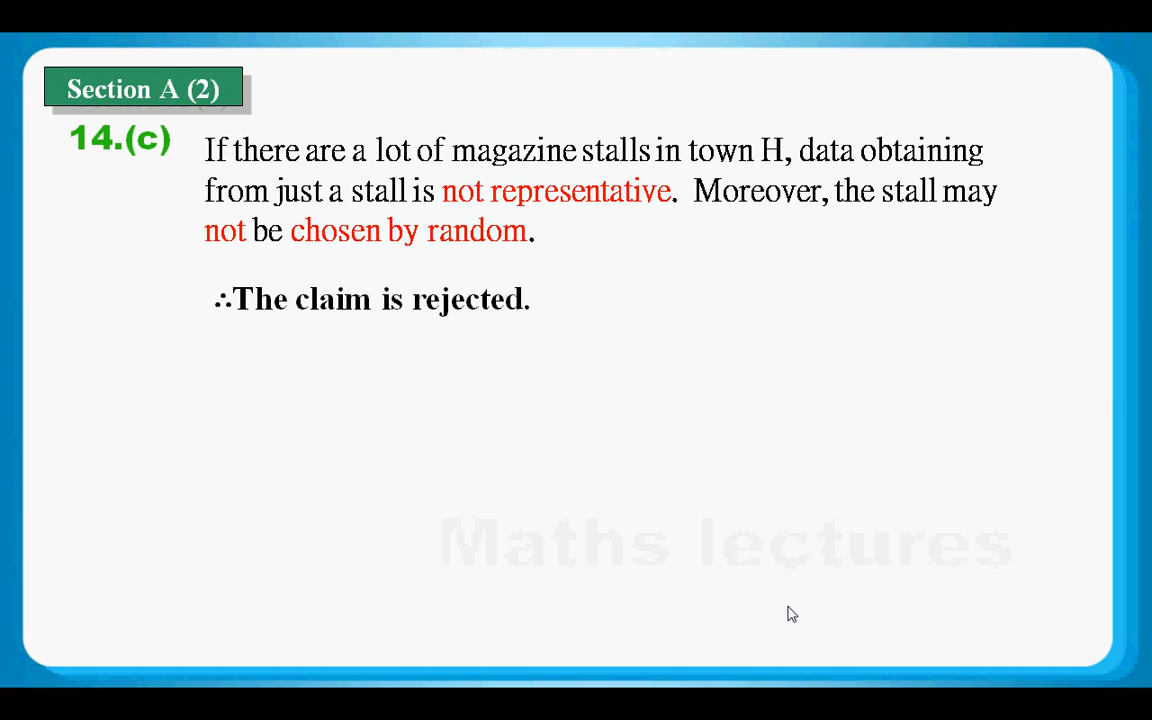 Section A (2)
14.(c)
If there are a lot of magazine stalls in town H, data obtaining
from just a stall is not representative. Moreover, the stall may
not be chosen by random.
∴The claim is rejected.
Maths lectures